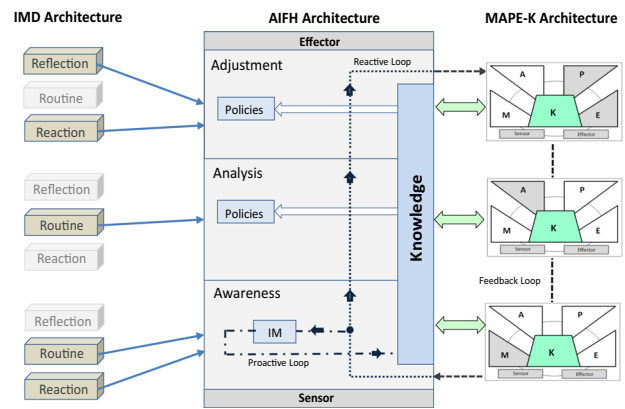 IMD Architecture
AIFH Architecture
MAPE-K Architecture
Effector
Reflection
Routine
Reaction
Adjustment
Reactive Loop
Policies
A
P
M
K
E
Sensor
Effector
Reflection
Routine
Reaction
Analysis
Policies
Knowledge
A
P
M
K
E
Sensor
Effector
Feedback Loop
Reflection
Routine
Reaction
Awareness
IM
Proactive Loop
A
P
M
K
E
Sensor
Effector
Sensor